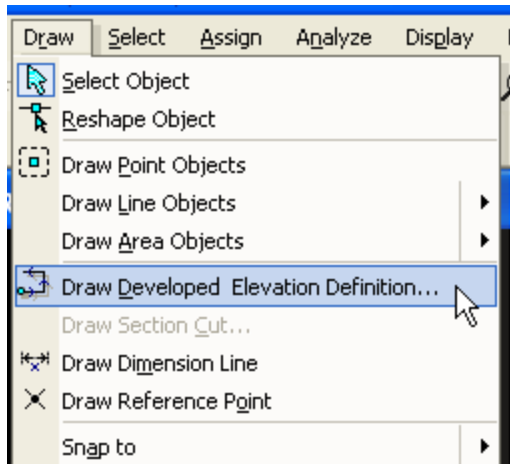 Draw Select Assign Analyze Display
Select Object
Reshape Object
Draw Point Objects
Draw Line Objects
Draw Area Objects
Draw Developed Elevation Definition...
Draw Section Cut...
Draw Dimension Line
Draw Reference Point
Snap to